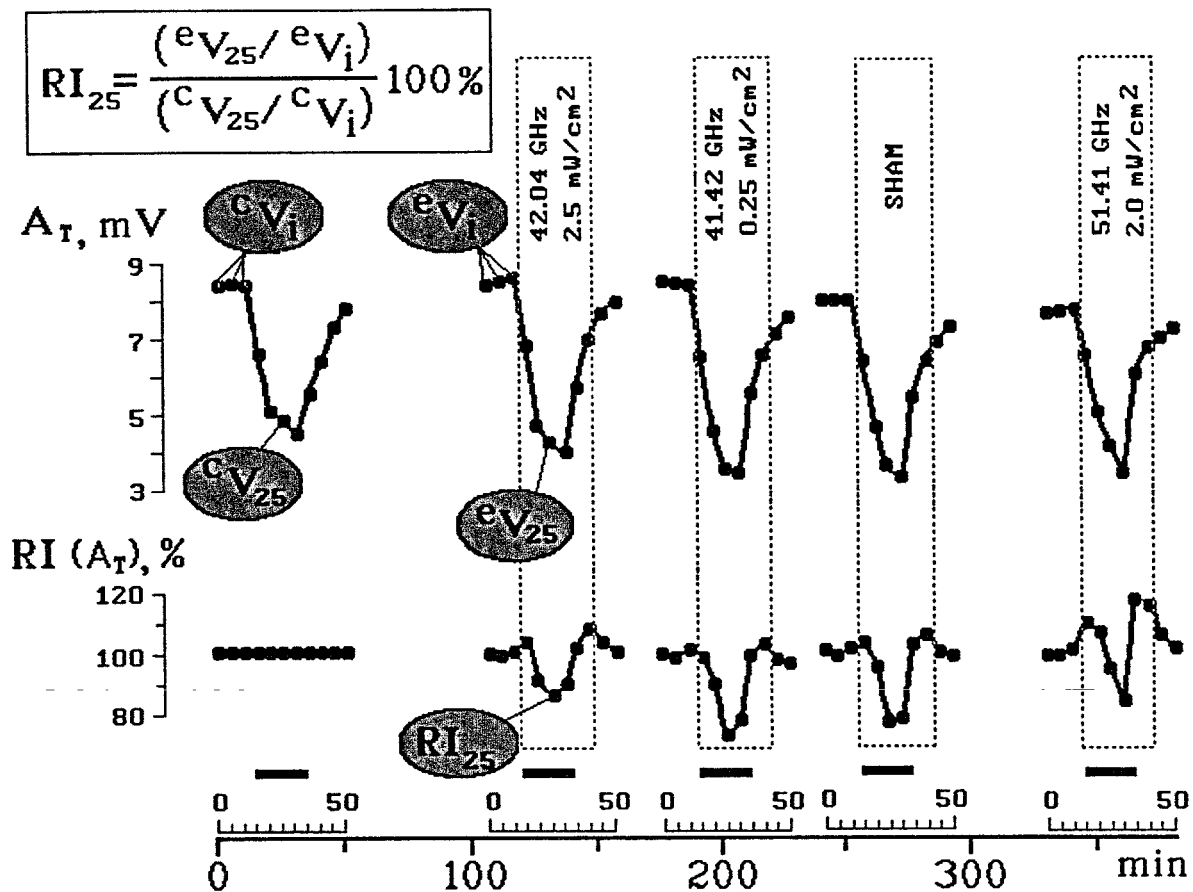 RI25 = (eV25/ eVi) / (cV25/ cVi) 100%
42.04 GHz
2.5 mW/cm2
41.42 GHz
0.25 mW/cm2
SHAM
51.41 GHz
2.0 mW/cm2
AT, mV
cVi
eVi
9
7
5
3
cV25
eV25
RI (AT), %
120
100
80
RI25
0 50
0 50
0 50
0 50
0 50
0 100 200 300 min